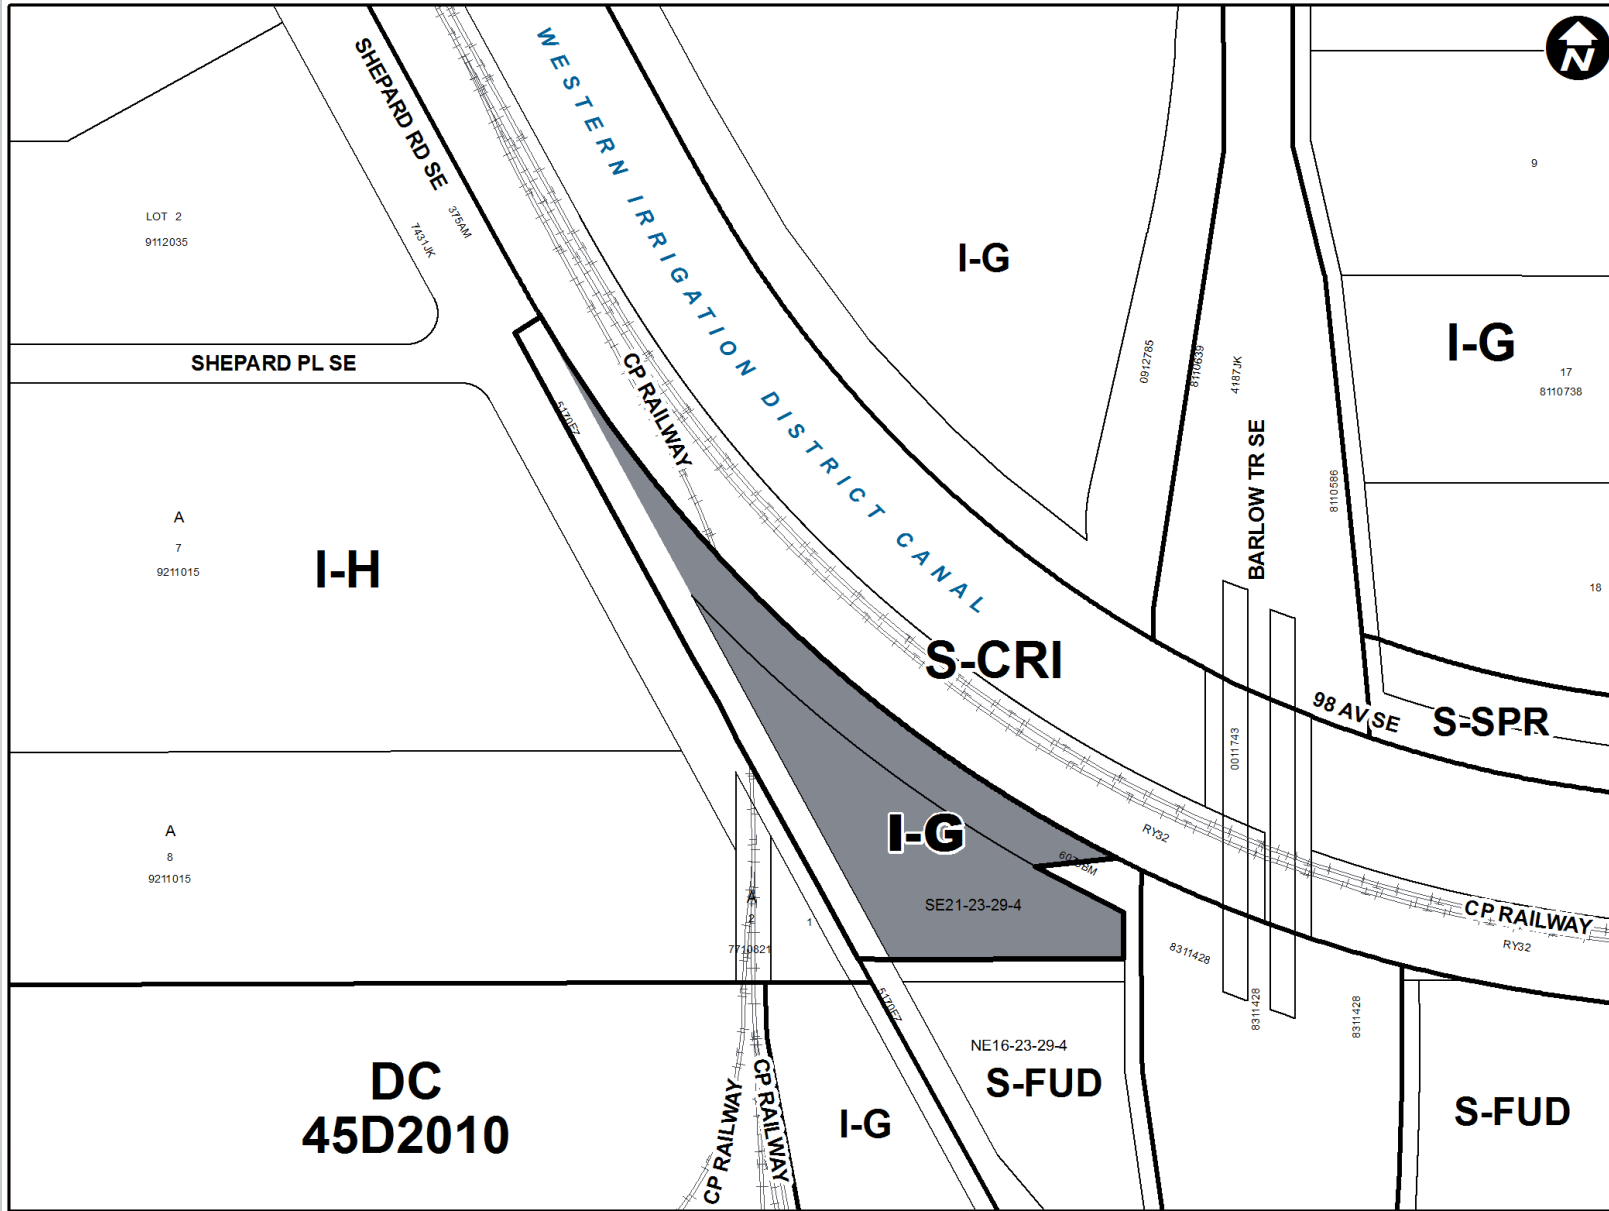 N
SHEPARD RD SE
WESTERN IRRIGATION DISTRICT CANAL
9
LOT 2
9112035
375AM
7431JK
I-G
I-G
17
8110738
0912785
8110639
4187JK
SHEPARD PL SE
CP RAILWAY
5170EZ
BARLOW TR SE
8110586
A
7
9211015
I-H
18
S-CRI
98 AV SE
S-SPR
0011743
A
8
9211015
I-G
RY32
SE21-23-29-4
A
2
7710821
1
CP RAILWAY
RY32
8311428
5170EZ
8311428
8311428
NE16-23-29-4
S-FUD
DC
45D2010
CP RAILWAY
CP RAILWAY
I-G
S-FUD